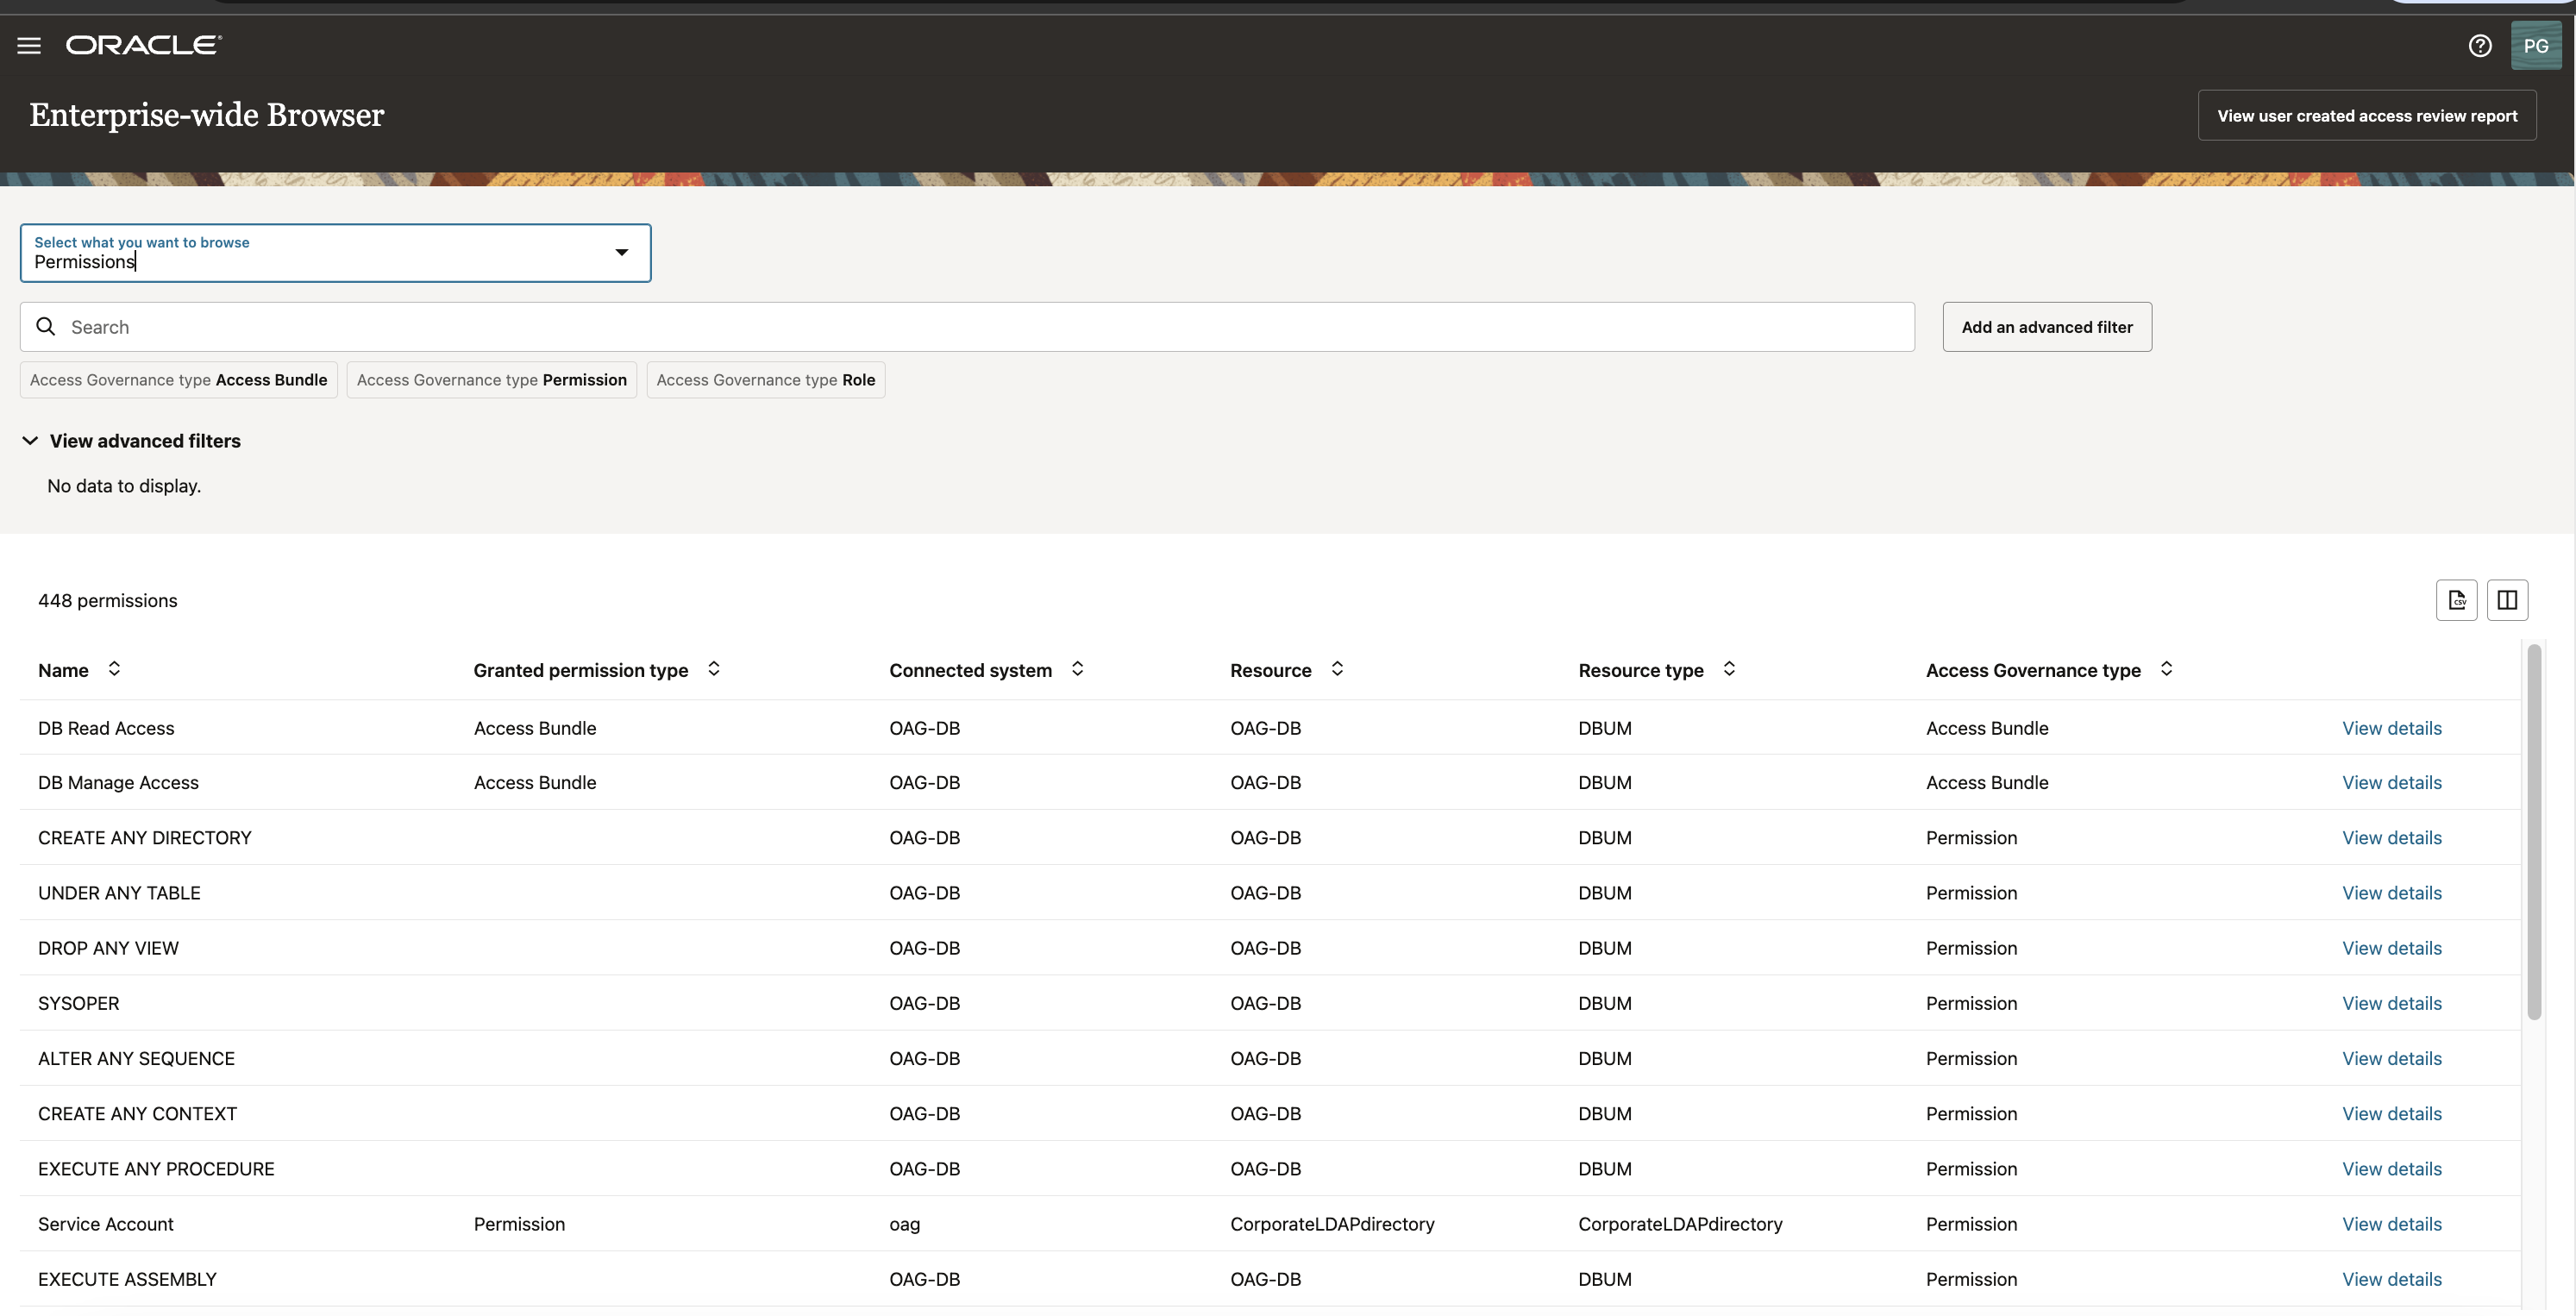 ORACLE
PG
Enterprise-wide Browser
View user created access review report
Select what you want to browse
Permissions
Search
Add an advanced filter
Access Governance type Access Bundle
Access Governance type Permission
Access Governance type Role
View advanced filters
No data to display.
448 permissions
CSV
Name Granted permission type Connected system Resource Resource type Access Governance type
DB Read Access Access Bundle OAG-DB OAG-DB DBUM Access Bundle View details
DB Manage Access Access Bundle OAG-DB OAG-DB DBUM Access Bundle View details
CREATE ANY DIRECTORY OAG-DB OAG-DB DBUM Permission View details
UNDER ANY TABLE OAG-DB OAG-DB DBUM Permission View details
DROP ANY VIEW OAG-DB OAG-DB DBUM Permission View details
SYSOPER OAG-DB OAG-DB DBUM Permission View details
ALTER ANY SEQUENCE OAG-DB OAG-DB DBUM Permission View details
CREATE ANY CONTEXT OAG-DB OAG-DB DBUM Permission View details
EXECUTE ANY PROCEDURE OAG-DB OAG-DB DBUM Permission View details
Service Account Permission oag CorporateLDAPdirectory CorporateLDAPdirectory Permission View details
EXECUTE ASSEMBLY OAG-DB OAG-DB DBUM Permission View details